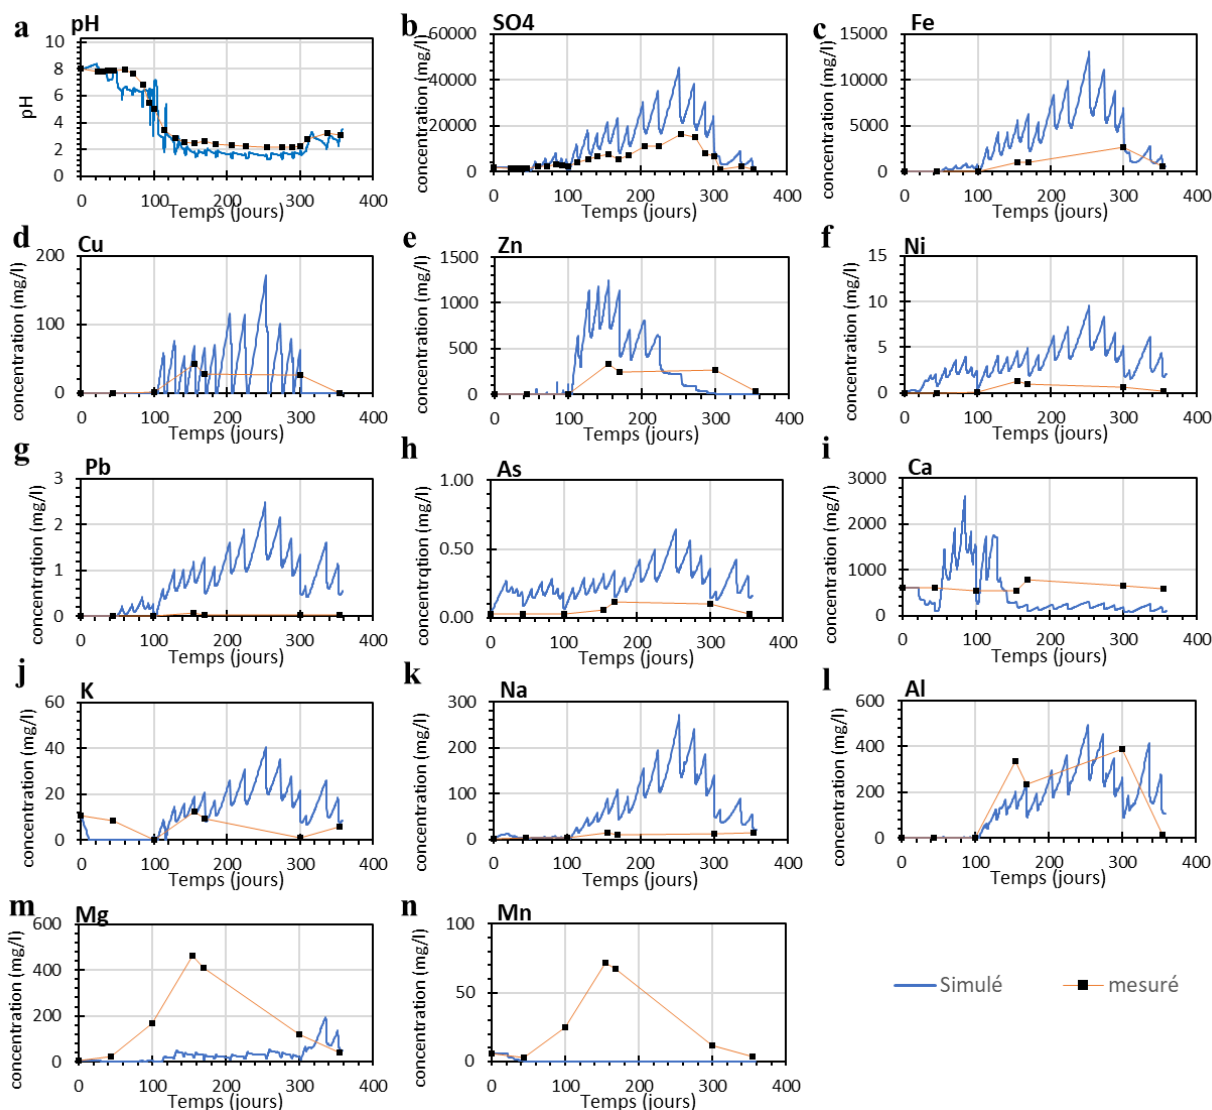 a pH
10
8
6
4
2
0
pH
0 100 200 300 400
Temps (jours)
b SO4
60000
40000
20000
0
concentration (mg/l)
0 100 200 300 400
Temps (jours)
c Fe
15000
10000
5000
0
concentration (mg/l)
0 100 200 300 400
Temps (jours)
d Cu
200
100
0
concentration (mg/l)
0 100 200 300 400
Temps (jours)
e Zn
1500
1000
500
0
concentration (mg/l)
0 100 200 300 400
Temps (jours)
f Ni
15
10
5
0
concentration (mg/l)
0 100 200 300 400
Temps (jours)
g Pb
3
2
1
0
concentration (mg/l)
0 100 200 300 400
Temps (jours)
h As
1.00
0.50
0.00
concentrqtion (mg/l)
0 100 200 300 400
Temps (jours)
i Ca
3000
2000
1000
0
concentration (mg/l)
0 100 200 300 400
Temps (jours)
j K
60
40
20
0
concentration (mg/l)
0 100 200 300 400
Temps (jours)
k Na
300
200
100
0
concentration (mg/l)
0 100 200 300 400
Temps (jours)
l Al
600
400
200
0
concentration (mg/l)
0 100 200 300 400
Temps (jours)
m Mg
600
400
200
0
concentration (mg/l)
0 100 200 300 400
Temps (jours)
n Mn
100
50
0
concentration (mg/l)
0 100 200 300 400
Temps (jours)
Simulé mesuré